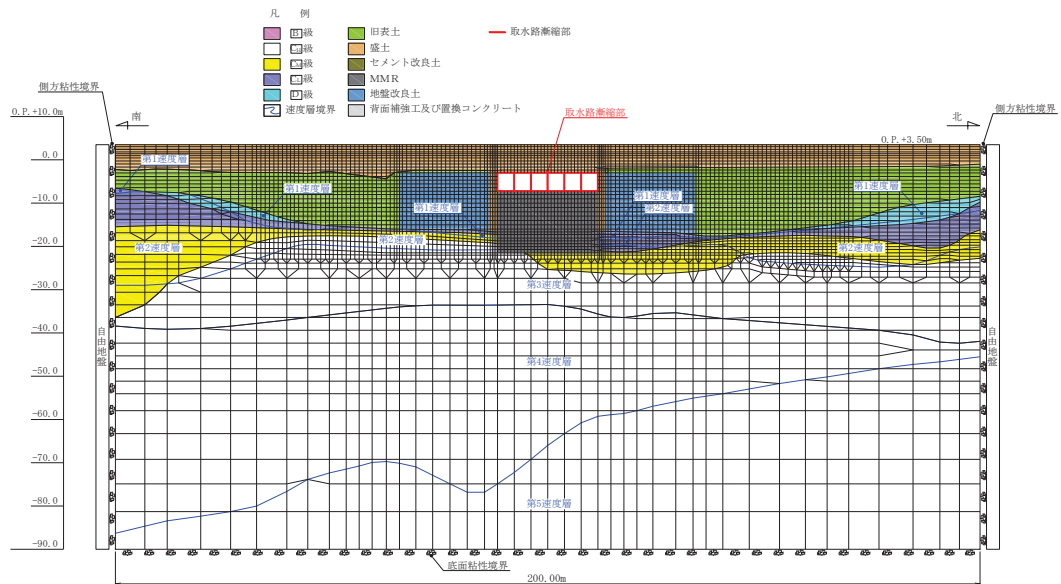 凡 例
B級
CH級
CM級
CL級
D級
速度層境界
旧表土
盛土
セメント改良土
MMR
地盤改良土
背面補強工及び置換コンクリート
取水路漸縮部
側方粘性境界
側方粘性境界
取水路漸縮部
O.P.+10.0m
南
北
O.P.+3.50m
0.0
-10.0
-20.0
-30.0
-40.0
-50.0
-60.0
-70.0
-80.0
-90.0
第1速度層
第1速度層
第1速度層
第1速度層
第1速度層
第2速度層
第2速度層
第2速度層
第2速度層
第3速度層
第4速度層
第5速度層
自由地盤
自由地盤
底面粘性境界
200.00m